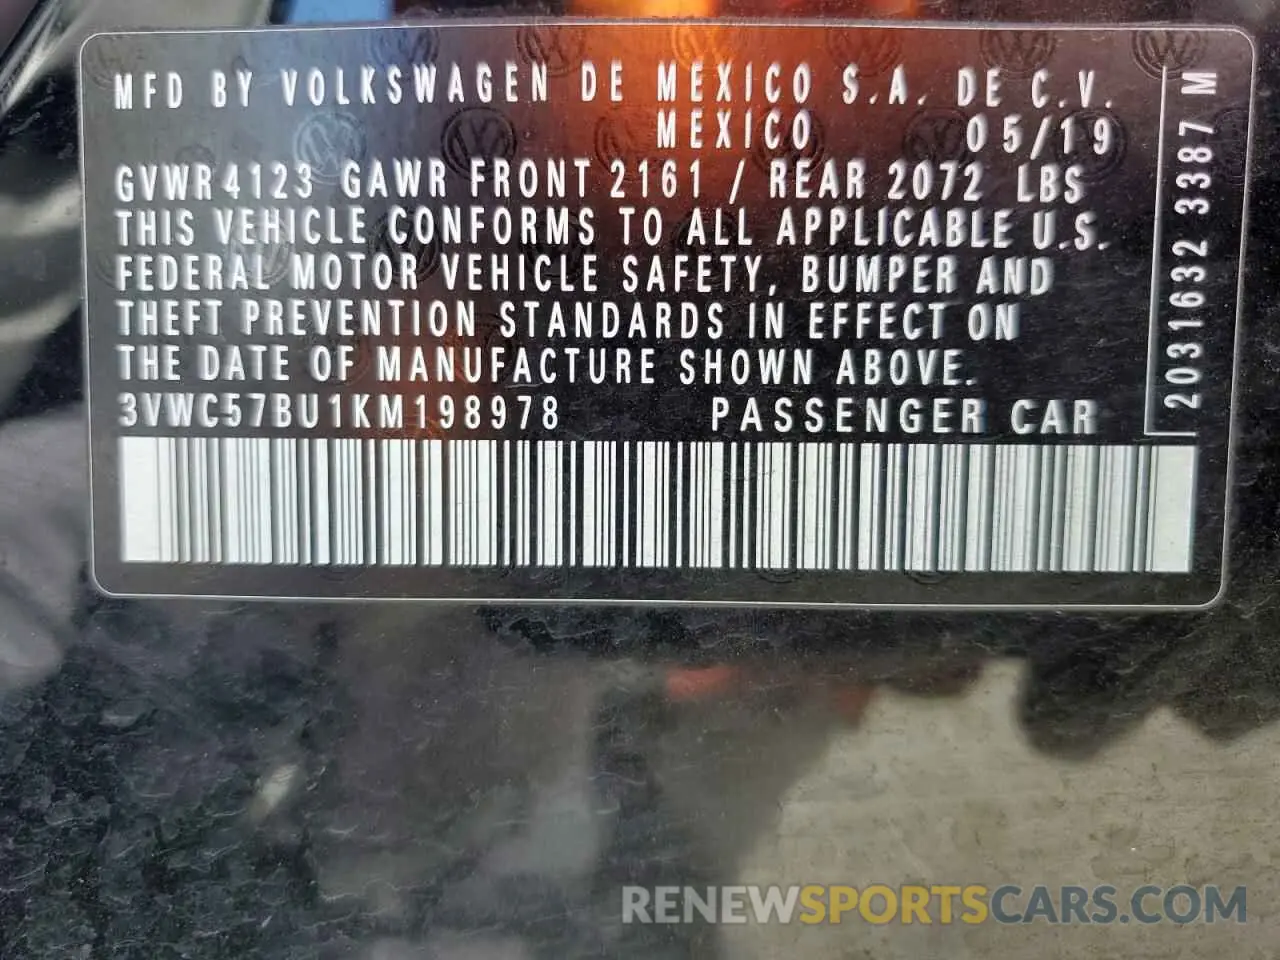 MFD BY VOLKSWAGEN DE MEXICO S.A. DE C.V.
MEXICO 05/19
GVWR 4123 GAWR FRONT 2161 / REAR 2072 LBS
THIS VEHICLE CONFORMS TO ALL APPLICABLE U.S.
FEDERAL MOTOR VEHICLE SAFETY, BUMPER AND
THEFT PREVENTION STANDARDS IN EFFECT ON
THE DATE OF MANUFACTURE SHOWN ABOVE.
3VWC57BU1KM198978 PASSENGER CAR
2031632 3387 M
RENEWSPORTSCARS.COM